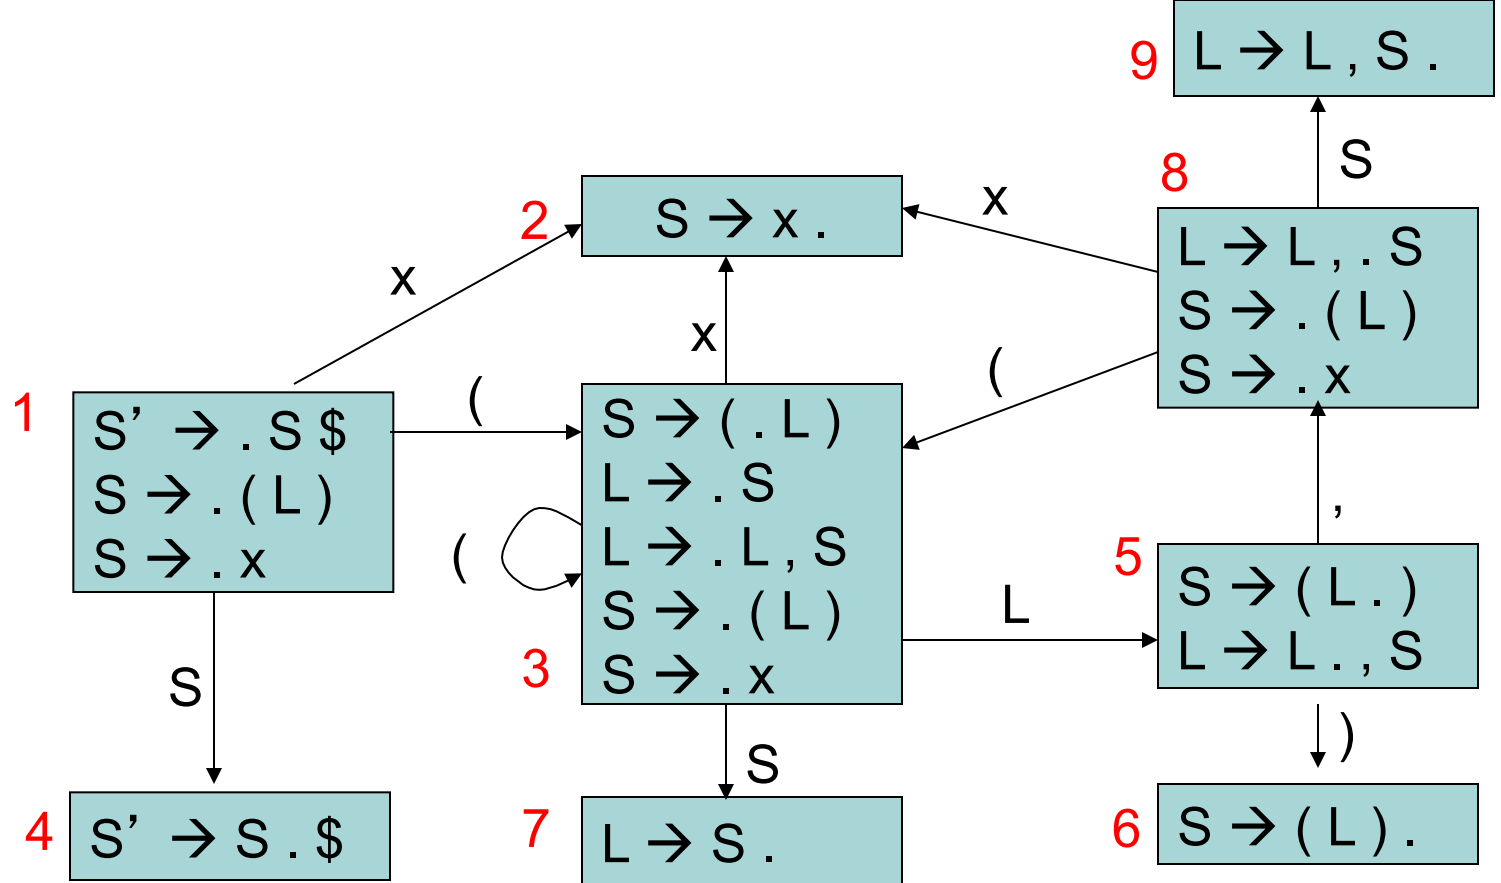 9
L → L , S .
S
8
L → L , . S
S → . ( L )
S → . x
2
S → x .
x
x
x
(
(
1
S’ → . S $
S → . ( L )
S → . x
S → ( . L )
L → . S
L → . L , S
S → . ( L )
S → . x
3
(
,
5
S → ( L . )
L → L . , S
L
S
S
)
4
S’ → S . $
7
L → S .
6
S → ( L ) .